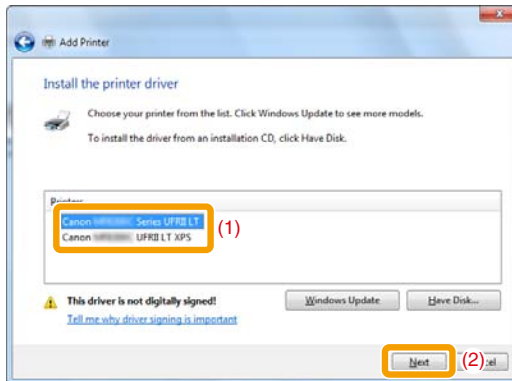 Add Printer
Install the printer driver
Choose your printer from the list. Click Windows Update to see more models.
To install the driver from an installation CD, click Have Disk.
Printers
Canon Series UFRII LT
Canon UFRII LT XPS
(1)
This driver is not digitally signed!
Tell me why driver signing is important
Windows Update
Have Disk...
Next
(2)